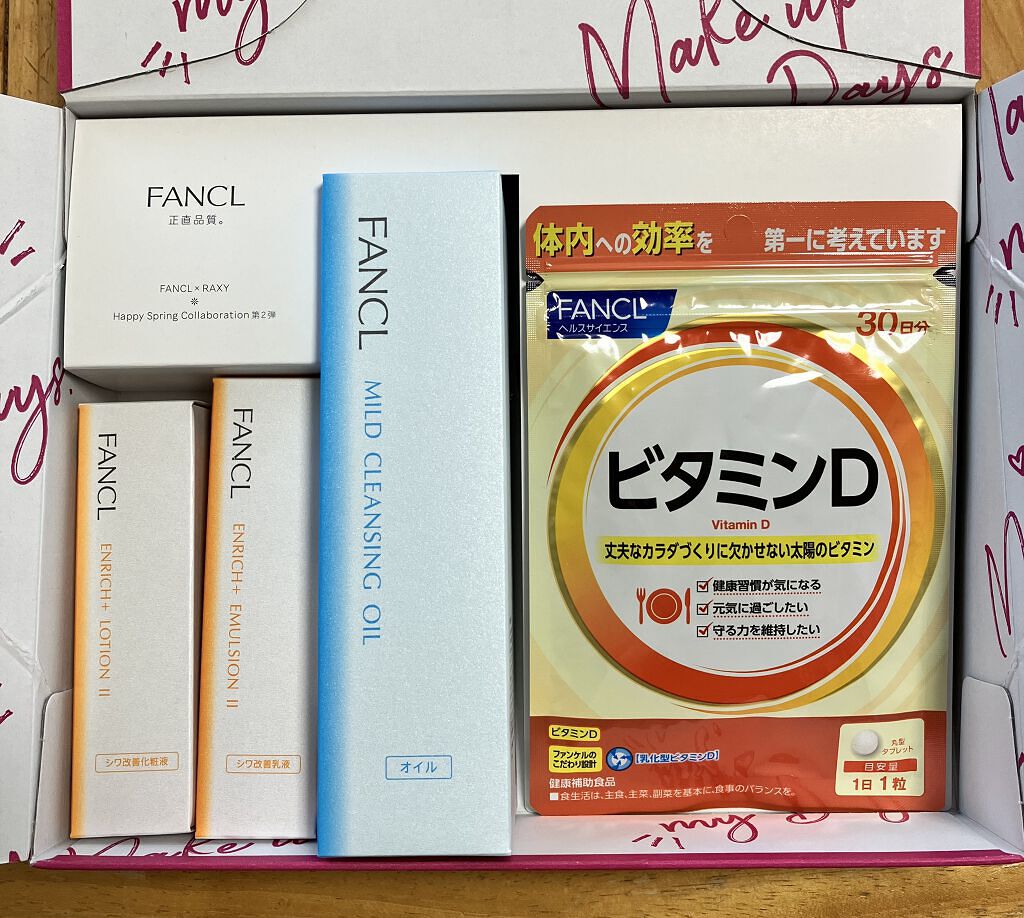 my
Make up
Days
FANCL
正直品質。
FANCL×RAXY
＊
Happy Spring Collaboration 第2弾
FANCL
ENRICH+ LOTION II
シワ改善化粧液
FANCL
ENRICH+ EMULSION II
シワ改善乳液
FANCL
MILD CLEANSING OIL
オイル
体内への効率を 第一に考えています
FANCL
ヘルスサイエンス
30日分
ビタミンD
Vitamin D
丈夫なカラダづくりに欠かせない太陽のビタミン
健康習慣が気になる
元気に過ごしたい
守る力を維持したい
ビタミンD
ファンケルの
こだわり設計
【乳化型ビタミンD】
健康補助食品
■食生活は、主食、主菜、副菜を基本に、食事のバランスを。
丸型
タブレット
目安量
1日1粒